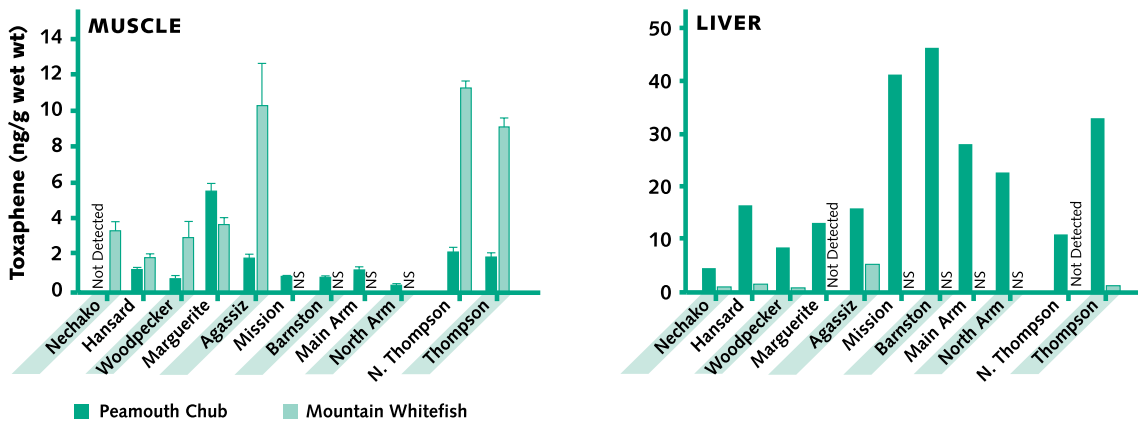 MUSCLE
Toxaphene (ng/g wet wt)
14
12
10
8
6
4
2
0
Not Detected
NS
NS
NS
NS
Nechako
Hansard
Woodpecker
Marguerite
Agassiz
Mission
Barnston
Main Arm
North Arm
N. Thompson
Thompson
LIVER
50
40
30
20
10
0
Not Detected
NS
NS
NS
NS
Not Detected
Nechako
Hansard
Woodpecker
Marguerite
Agassiz
Mission
Barnston
Main Arm
North Arm
N. Thompson
Thompson
Peamouth Chub
Mountain Whitefish